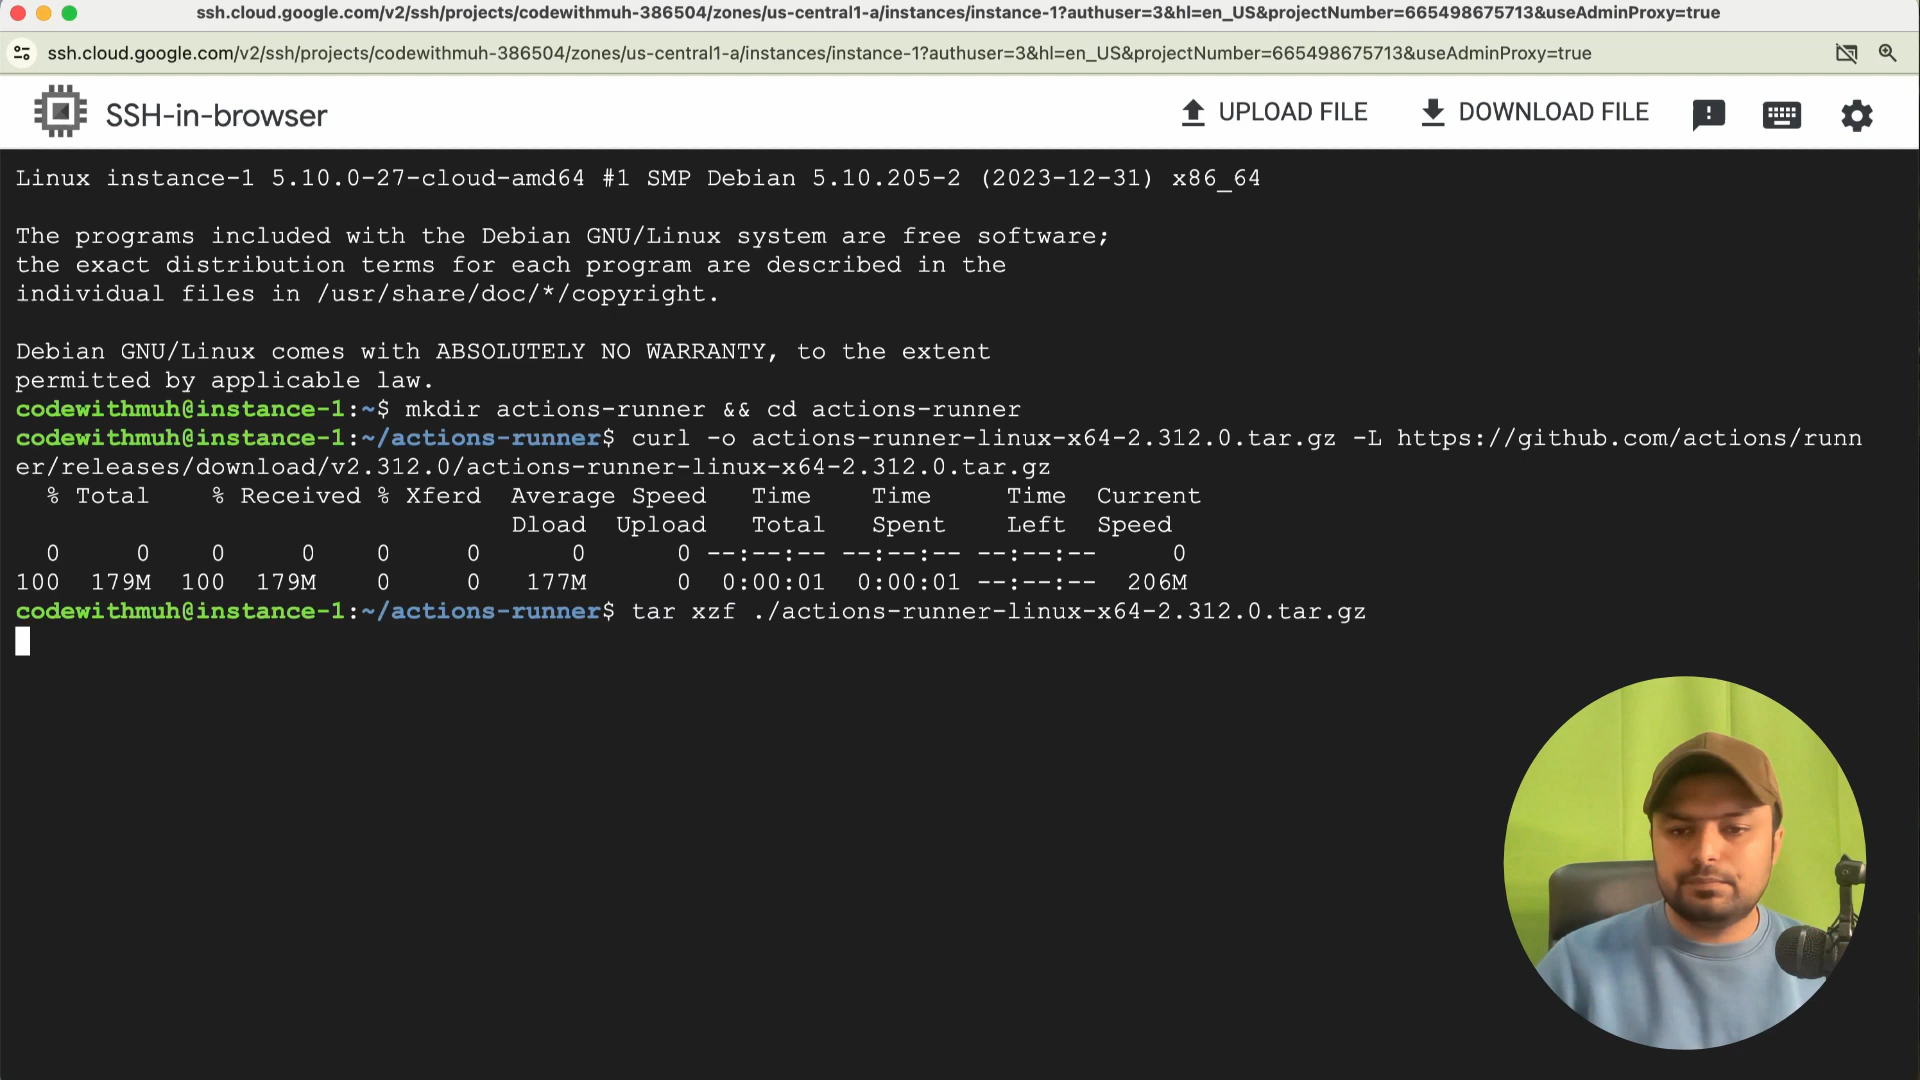 ssh.cloud.google.com/v2/ssh/projects/codewithmuh-386504/zones/us-central1-a/instances/instance-1?authuser=3&hl=en_US&projectNumber=665498675713&useAdminProxy=true
ssh.cloud.google.com/v2/ssh/projects/codewithmuh-386504/zones/us-central1-a/instances/instance-1?authuser=3&hl=en_US&projectNumber=665498675713&useAdminProxy=true
SSH-in-browser
UPLOAD FILE
DOWNLOAD FILE
Linux instance-1 5.10.0-27-cloud-amd64 #1 SMP Debian 5.10.205-2 (2023-12-31) x86_64
The programs included with the Debian GNU/Linux system are free software;
the exact distribution terms for each program are described in the
individual files in /usr/share/doc/*/copyright.
Debian GNU/Linux comes with ABSOLUTELY NO WARRANTY, to the extent
permitted by applicable law.
codewithmuh@instance-1:~$ mkdir actions-runner && cd actions-runner
codewithmuh@instance-1:~/actions-runner$ curl -o actions-runner-linux-x64-2.312.0.tar.gz -L https://github.com/actions/runn
er/releases/download/v2.312.0/actions-runner-linux-x64-2.312.0.tar.gz
% Total % Received % Xferd Average Speed Time Time Time Current
Dload Upload Total Spent Left Speed
0 0 0 0 0 0 0 0 --:--:-- --:--:-- --:--:-- 0
100 179M 100 179M 0 0 177M 0 0:00:01 0:00:01 --:--:-- 206M
codewithmuh@instance-1:~/actions-runner$ tar xzf ./actions-runner-linux-x64-2.312.0.tar.gz